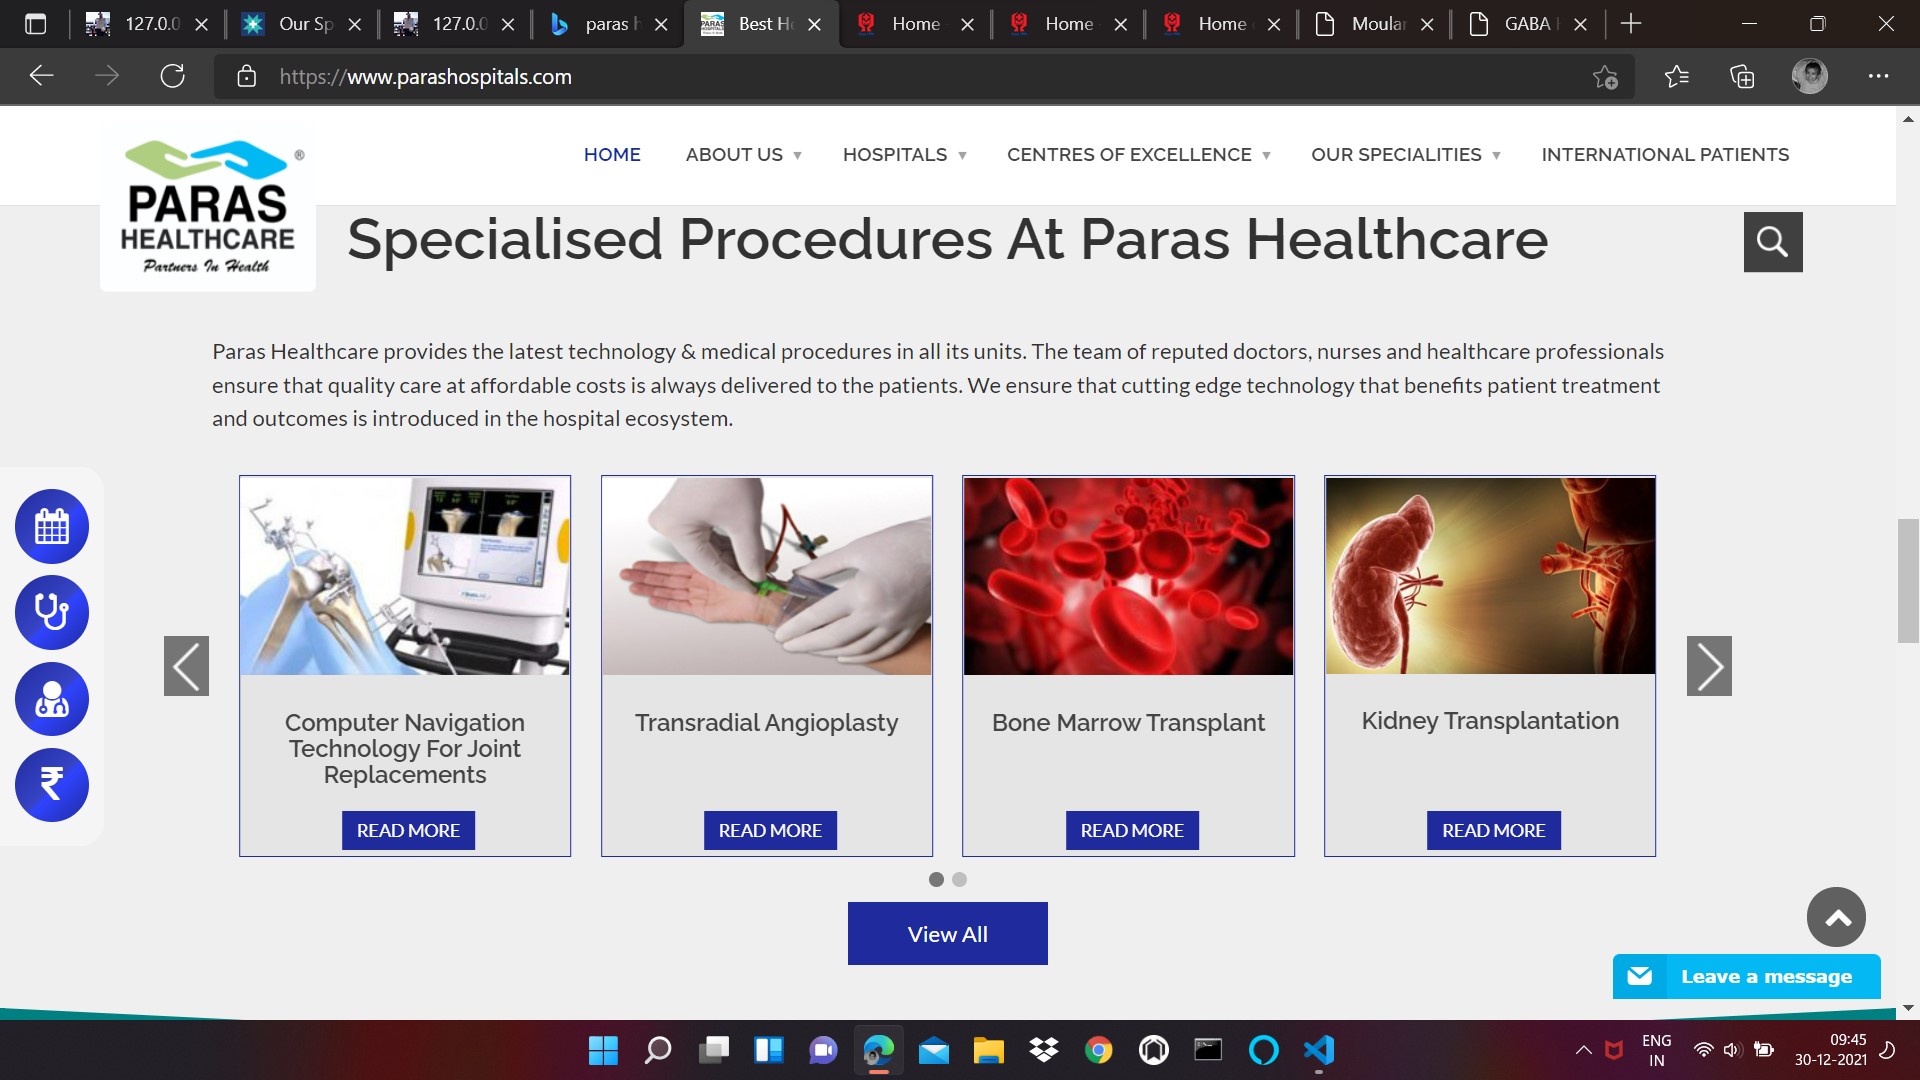 127.0.0
Our Sp
127.0.0
paras h
Best Ho
Home
Home
Home
Moular
GABA
https://www.parashospitals.com
PARAS
HEALTHCARE
Partners In Health
®
HOME
ABOUT US
HOSPITALS
CENTRES OF EXCELLENCE
OUR SPECIALITIES
INTERNATIONAL PATIENTS
Specialised Procedures At Paras Healthcare
Paras Healthcare provides the latest technology & medical procedures in all its units. The team of reputed doctors, nurses and healthcare professionals
ensure that quality care at affordable costs is always delivered to the patients. We ensure that cutting edge technology that benefits patient treatment
and outcomes is introduced in the hospital ecosystem.
Computer Navigation
Technology For Joint
Replacements
READ MORE
Transradial Angioplasty
READ MORE
Bone Marrow Transplant
READ MORE
Kidney Transplantation
READ MORE
View All
Leave a message
ENG
IN
09:45
30-12-2021